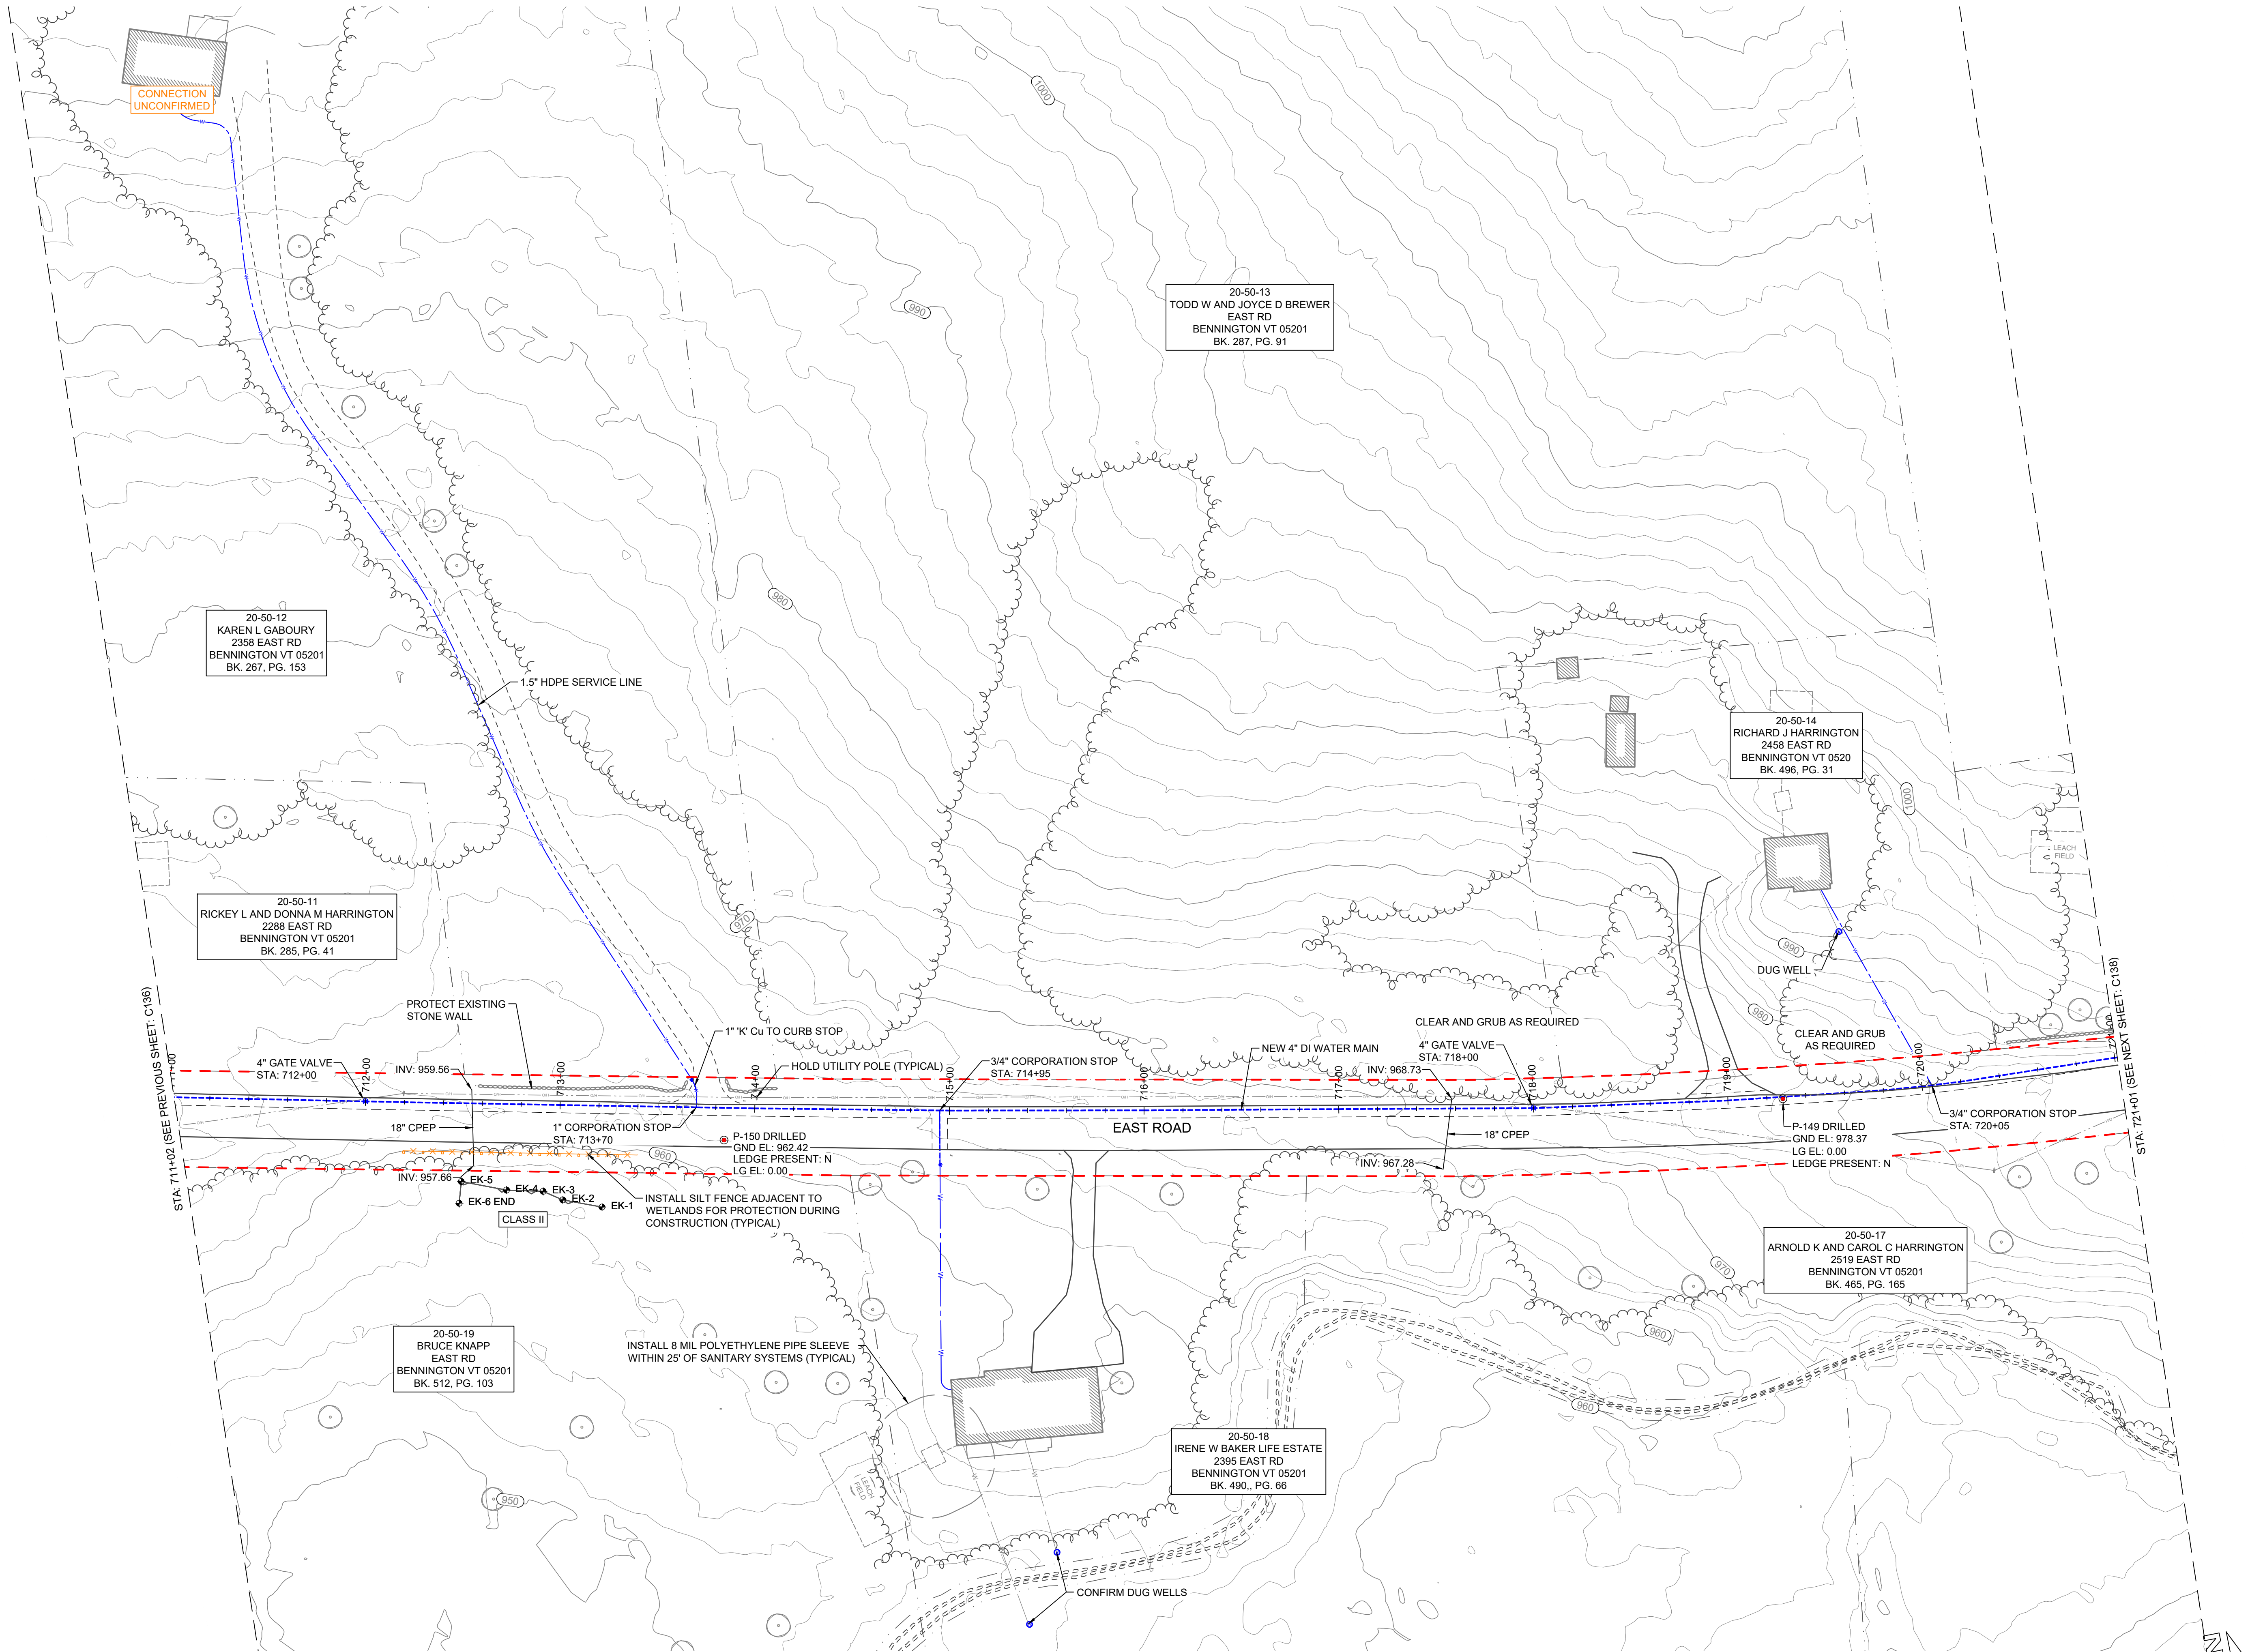 CONNECTION
UNCONFIRMED
1000
990
20-50-13
TODD W AND JOYCE D BREWER
EAST RD
BENNINGTON VT 05201
BK. 287, PG. 91
980
20-50-12
KAREN L GABOURY
2358 EAST RD
BENNINGTON VT 05201
BK. 267, PG. 153
1.5" HDPE SERVICE LINE
20-50-14
RICHARD J HARRINGTON
2458 EAST RD
BENNINGTON VT 0520
BK. 496, PG. 31
1000
LEACH
FIELD
20-50-11
RICKEY L AND DONNA M HARRINGTON
2288 EAST RD
BENNINGTON VT 05201
BK. 285, PG. 41
970
990
DUG WELL
980
PROTECT EXISTING
STONE WALL
1" 'K' Cu TO CURB STOP
CLEAR AND GRUB AS REQUIRED
CLEAR AND GRUB
AS REQUIRED
4" GATE VALVE
STA: 712+00
INV: 959.56
HOLD UTILITY POLE (TYPICAL)
3/4" CORPORATION STOP
STA: 714+95
NEW 4" DI WATER MAIN
4" GATE VALVE
STA: 718+00
INV: 968.73
711+00
712+00
713+00
714+00
715+00
716+00
717+00
718+00
719+00
720+00
STA: 711+02 (SEE PREVIOUS SHEET: C136)
STA: 721+01 (SEE NEXT SHEET: C138)
18" CPEP
1" CORPORATION STOP
STA: 713+70
EAST ROAD
18" CPEP
3/4" CORPORATION STOP
STA: 720+05
P-150 DRILLED
GND EL: 962.42
LEDGE PRESENT: N
LG EL: 0.00
P-149 DRILLED
GND EL: 978.37
LG EL: 0.00
LEDGE PRESENT: N
960
INV: 957.66
INV: 967.28
EK-5
EK-4
EK-3
EK-2
EK-1
EK-6 END
CLASS II
INSTALL SILT FENCE ADJACENT TO
WETLANDS FOR PROTECTION DURING
CONSTRUCTION (TYPICAL)
20-50-17
ARNOLD K AND CAROL C HARRINGTON
2519 EAST RD
BENNINGTON VT 05201
BK. 465, PG. 165
970
960
960
20-50-19
BRUCE KNAPP
EAST RD
BENNINGTON VT 05201
BK. 512, PG. 103
INSTALL 8 MIL POLYETHYLENE PIPE SLEEVE
WITHIN 25' OF SANITARY SYSTEMS (TYPICAL)
20-50-18
IRENE W BAKER LIFE ESTATE
2395 EAST RD
BENNINGTON VT 05201
BK. 490,, PG. 66
LEACH
FIELD
950
CONFIRM DUG WELLS